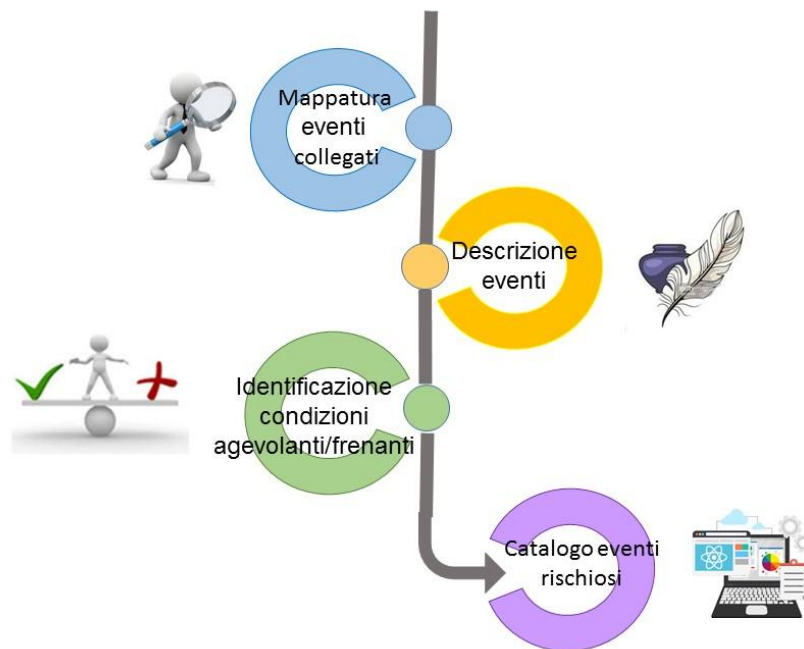 Mappatura
eventi
collegati
Descrizione
eventi
Identificazione
condizioni
agevolanti/frenanti
Catalogo eventi
rischiosi